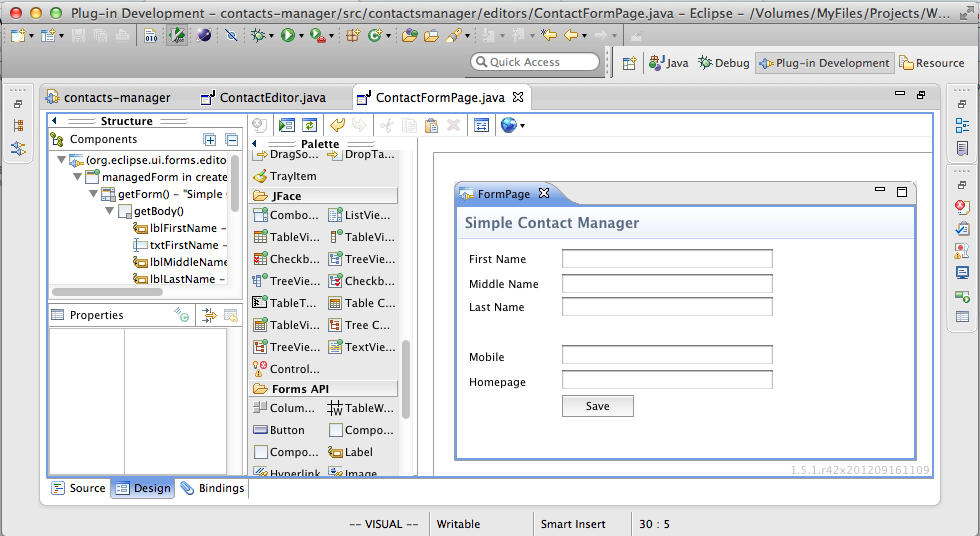 Plug-in Development – contacts-manager/src/contactsmanager/editors/ContactFormPage.java – Eclipse – /Volumes/MyFiles/Projects/W...
Quick Access
Java
Debug
Plug-in Development
Resource
contacts-manager
ContactEditor.java
ContactFormPage.java
Structure
Components
(org.eclipse.ui.forms.edito
managedForm in create
getForm() – "Simple
getBody()
lblFirstName –
txtFirstName –
lblMiddleName
lblLastName –
Properties
Palette
DragSo... DropTa...
TrayItem
JFace
Combo... ListVie...
TableVi... TableVi...
Checkb... TreeVie...
TreeVie... Checkb...
TableT... Table C...
TableVi... Tree C...
TreeVie... TextVie...
Control...
Forms API
Colum... TableW...
Button Compo...
Compo... Label
Hyperlink Image
FormPage
Simple Contact Manager
First Name
Middle Name
Last Name
Mobile
Homepage
Save
1.5.1.r42x201209161109
Source Design Bindings
-- VISUAL -- Writable Smart Insert 30 : 5